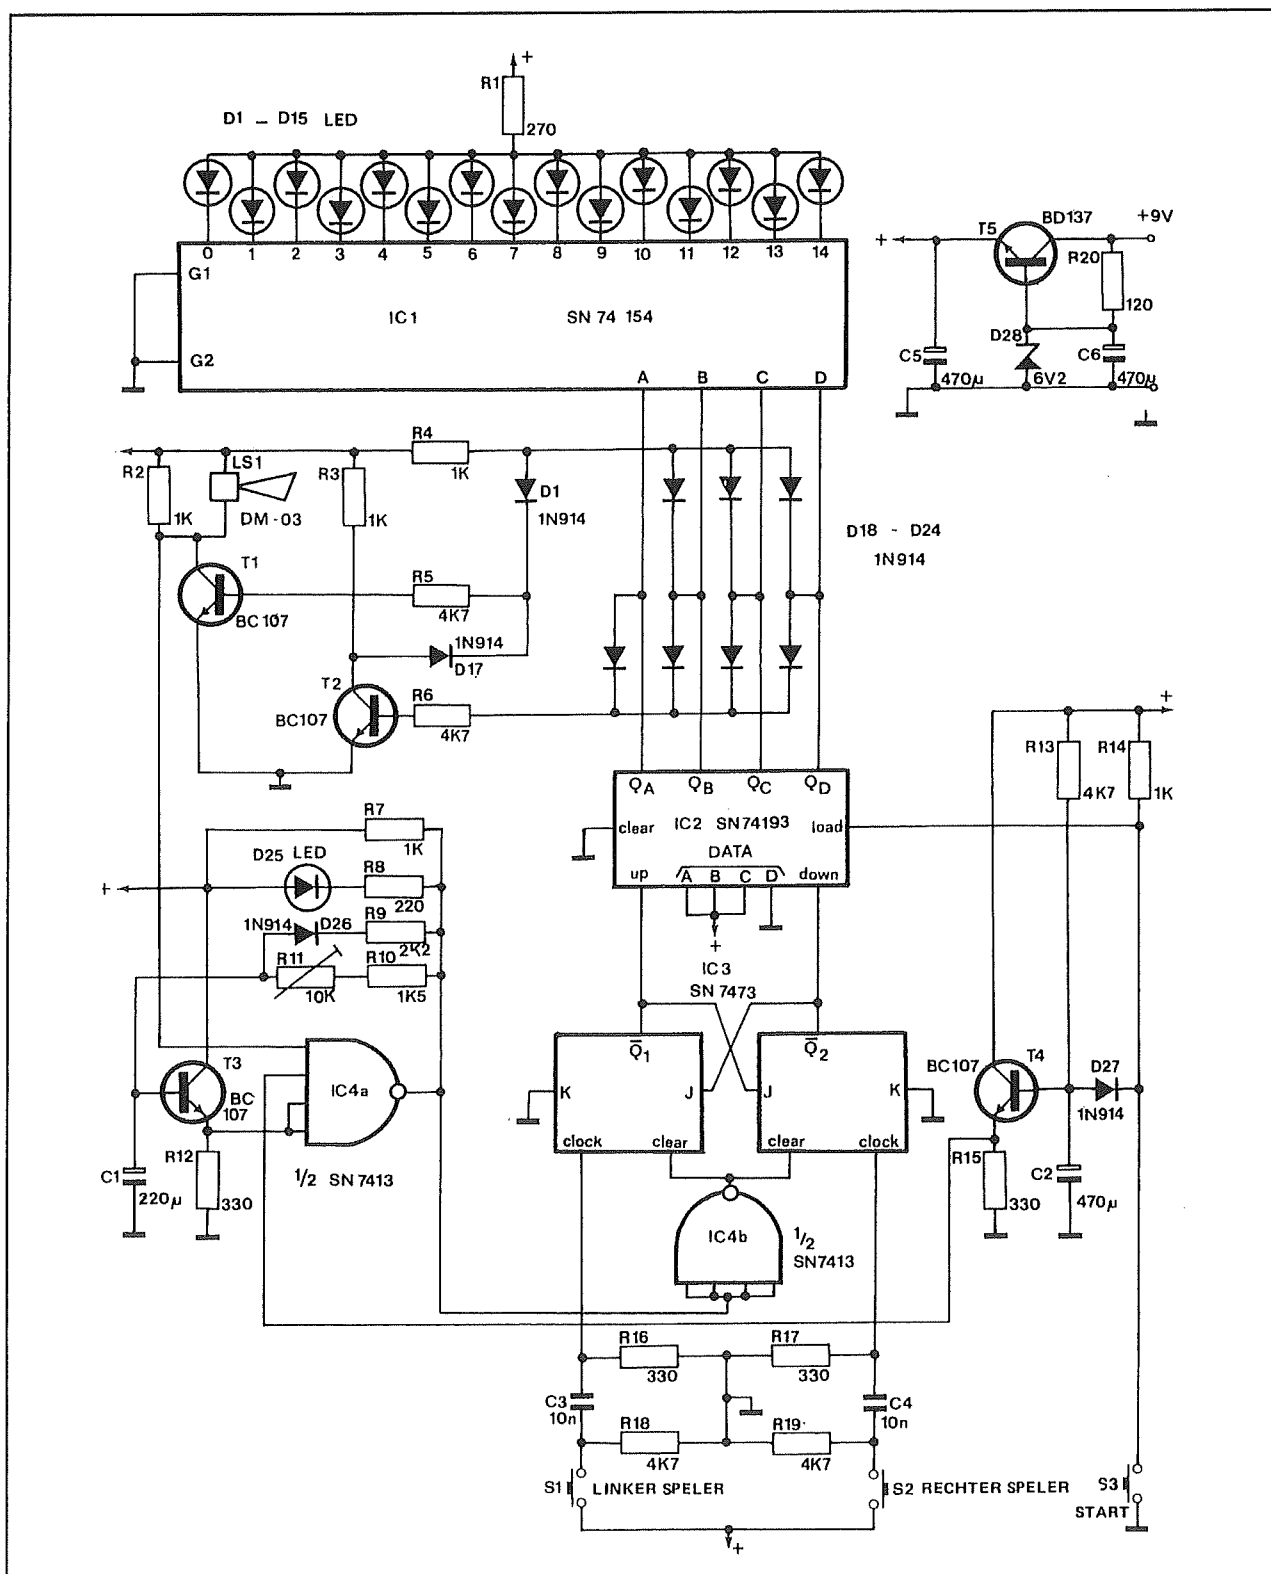 +
R1
270
D1 _ D15 LED
0 1 2 3 4 5 6 7 8 9 10 11 12 13 14
G1
IC1 SN 74 154
G2
A B C D
T5
BD137
+9V
+
R20
120
D28
C5
C6
470µ
6V2
470µ
R2
1K
LS1
DM-03
R3
1K
R4
1K
D1
1N914
D18 - D24
1N914
T1
BC107
R5
4K7
1N914
D17
T2
BC107
R6
4K7
+
R13
4K7
R14
1K
QA QB QC QD
clear
IC2 SN74193
load
DATA
up
A B C D
down
+
R7
1K
D25 LED
R8
220
+
1N914
D26
R9
2K2
R11
10K
R10
1K5
IC3
SN 7473
T3
BC
107
IC4a
Q̅1
K
J
clock
clear
Q̅2
J
K
clear
clock
BC107
T4
D27
1N914
R12
330
C1
220µ
1/2 SN 7413
R15
330
C2
470µ
IC4b
1/2
SN7413
R16
330
R17
330
C3
10n
C4
10n
R18
4K7
R19
4K7
S1 LINKER SPELER
S2 RECHTER SPELER
S3
START
+